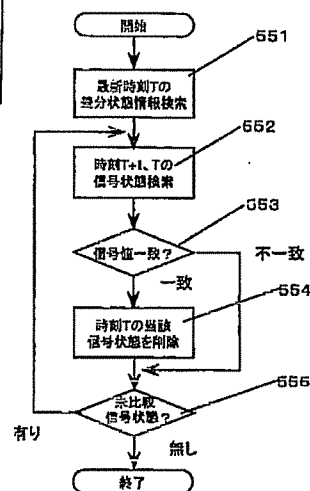 開始
551
最新時刻Tの
差分状態情報検索
552
時刻T+1、Tの
信号状態検索
553
信号値一致？
不一致
一致
554
時刻Tの当該
信号状態を削除
555
未比較
信号状態？
有り
無し
終了